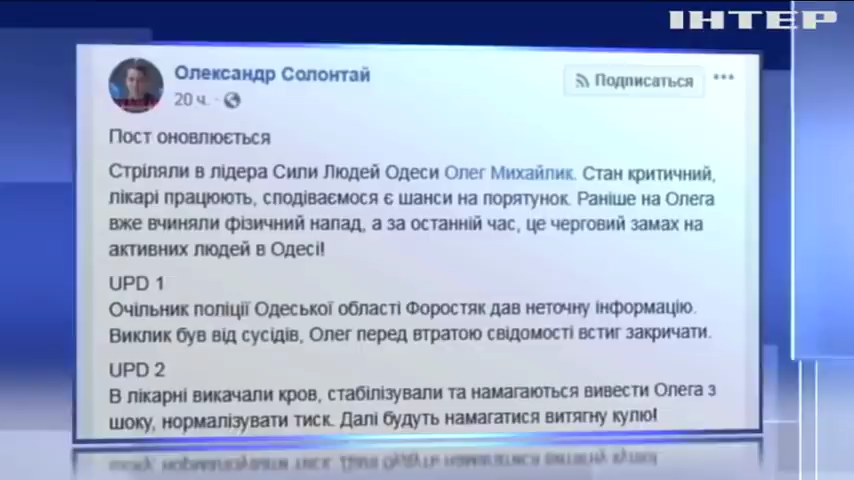 ІНТЕР
Олександр Солонтай
20 ч.
Подписаться
Пост оновлюється
Стріляли в лідера Сили Людей Одеси Олег Михайлик. Стан критичний,
лікарі працюють, сподіваємося є шанси на порятунок. Раніше на Олега
вже вчиняли фізичний напад, а за останній час, це черговий замах на
активних людей в Одесі!
UPD 1
Очільник поліції Одеської області Форостяк дав неточну інформацію.
Виклик був від сусідів, Олег перед втратою свідомості встиг закричати.
UPD 2
В лікарні викачали кров, стабілізували та намагаються вивести Олега з
шоку, нормалізувати тиск. Далі будуть намагатися витягну кулю!